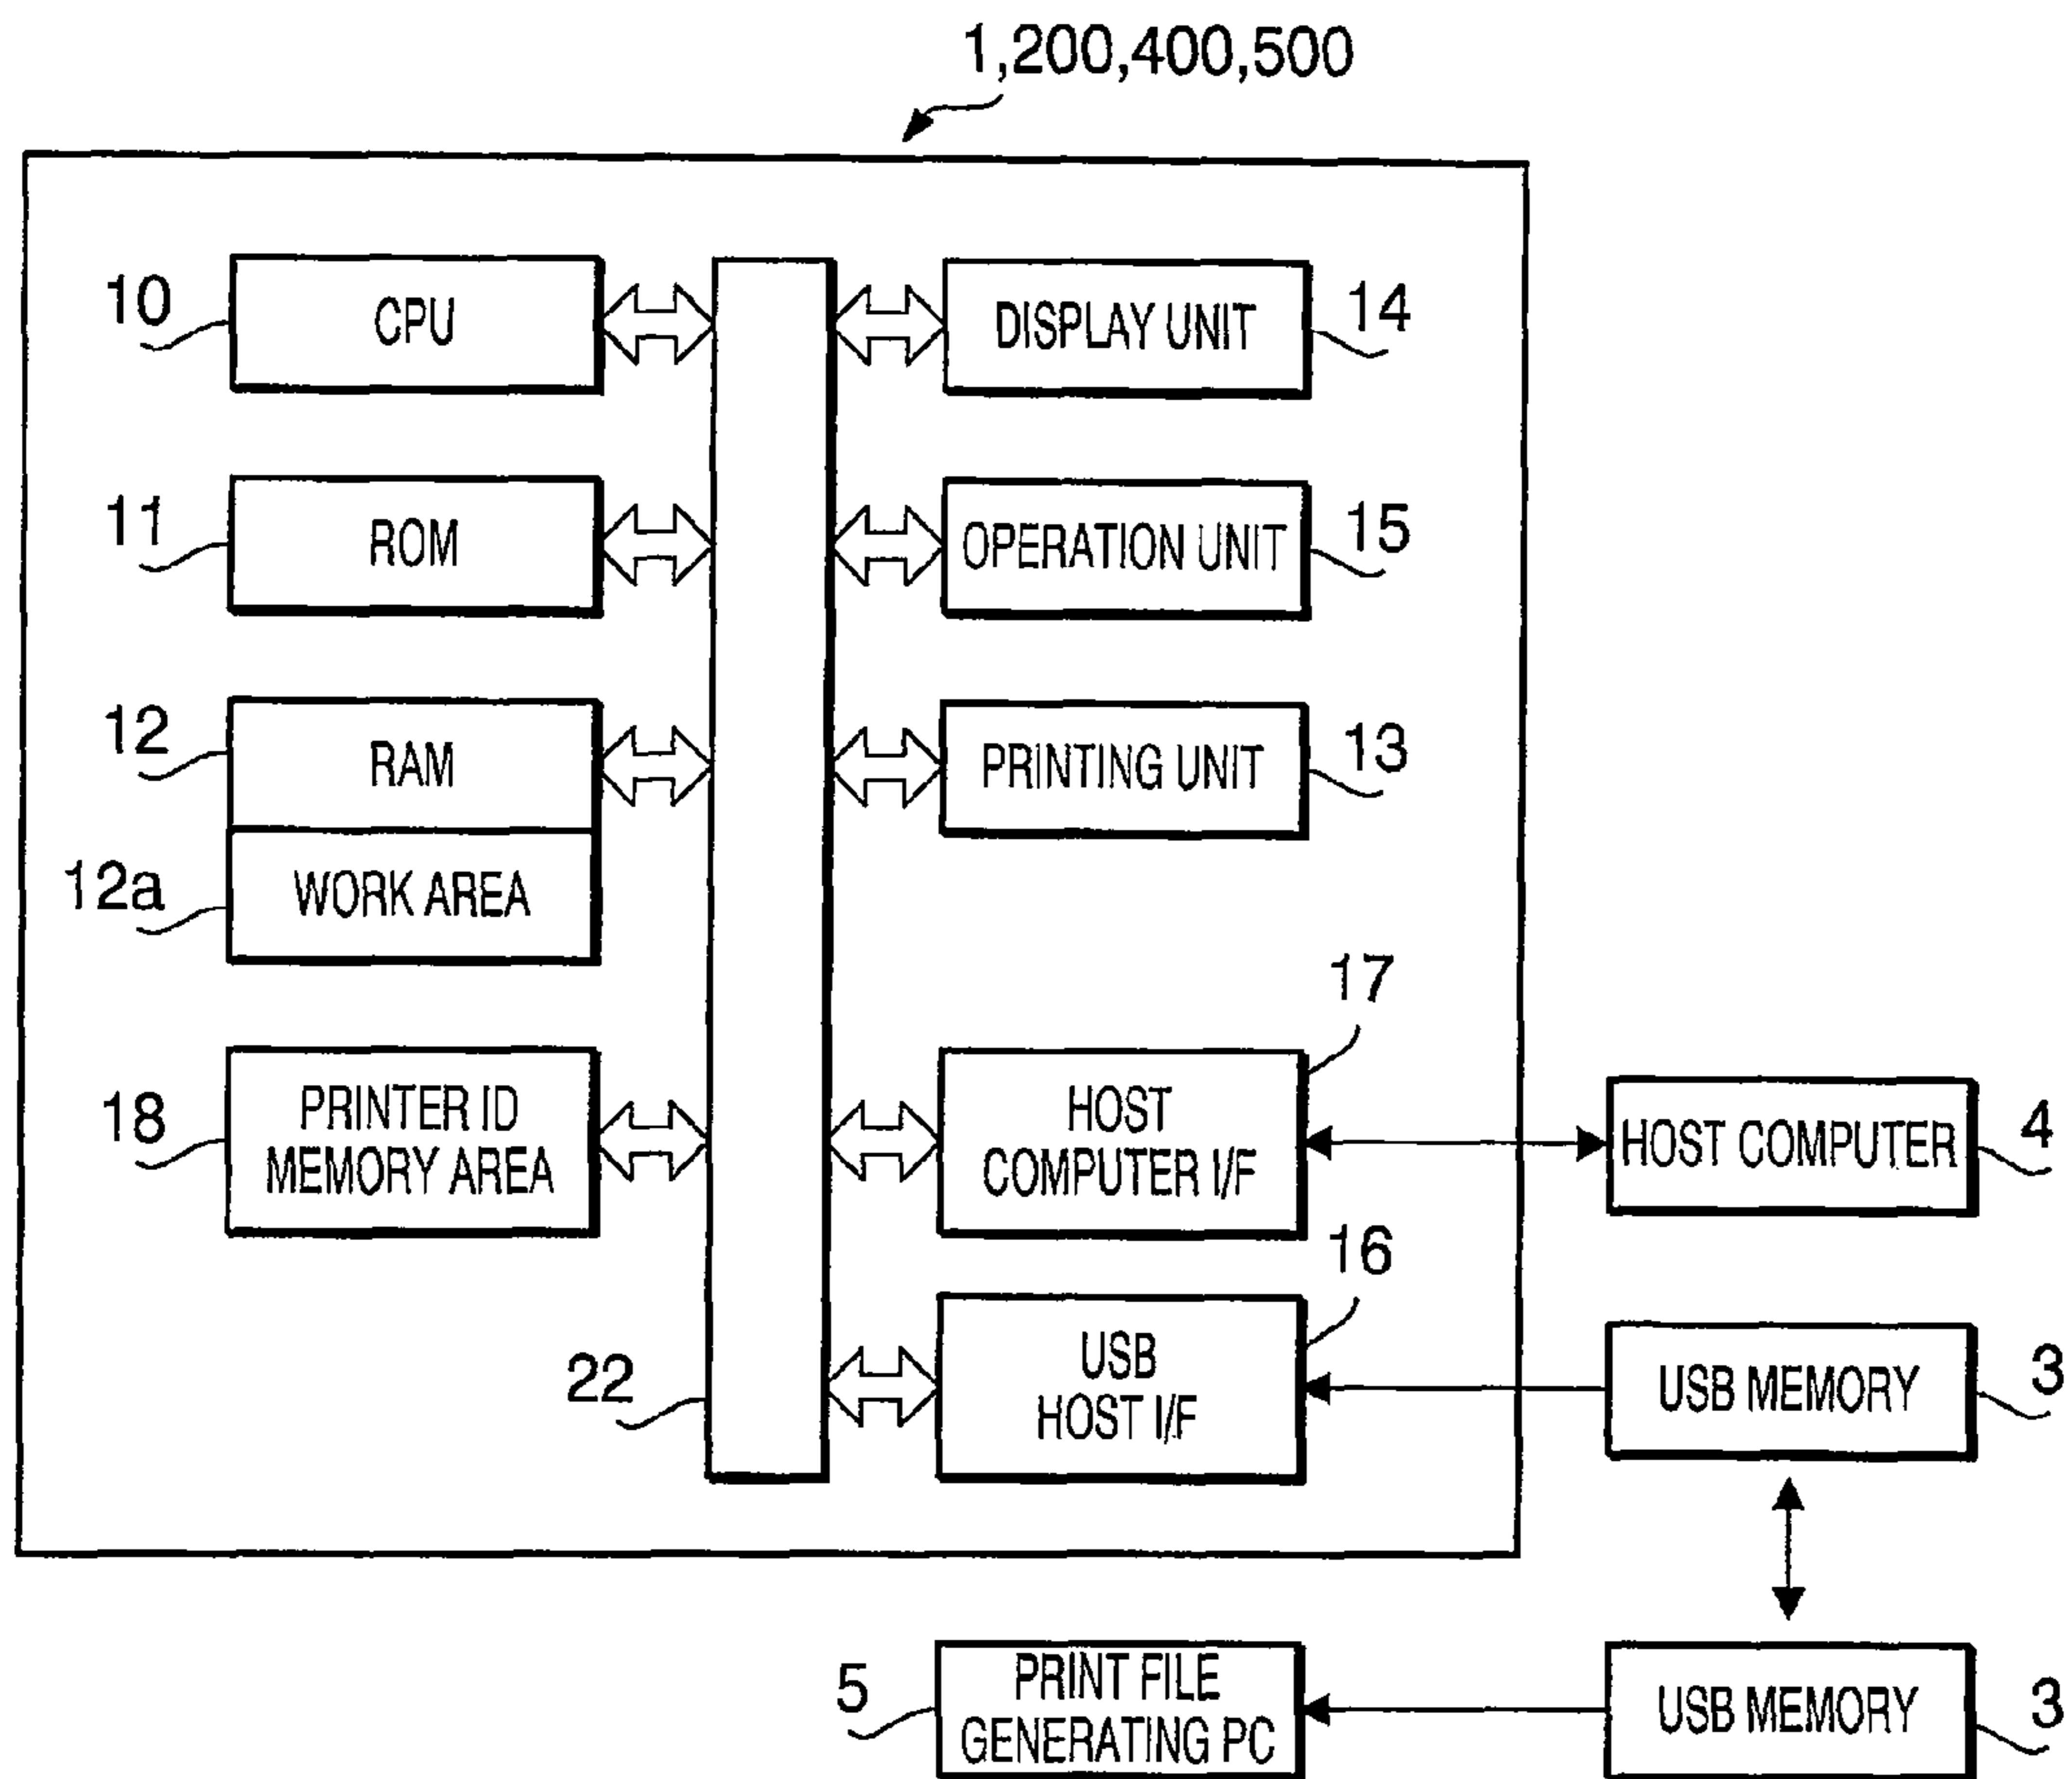 1,200,400,500
10
CPU
DISPLAY UNIT
14
11
ROM
OPERATION UNIT
15
12
RAM
PRINTING UNIT
13
12a
WORK AREA
17
18
PRINTER ID
MEMORY AREA
HOST
COMPUTER I/F
HOST COMPUTER
4
16
22
USB
HOST I/F
USB MEMORY
3
5
PRINT FILE
GENERATING PC
USB MEMORY
3